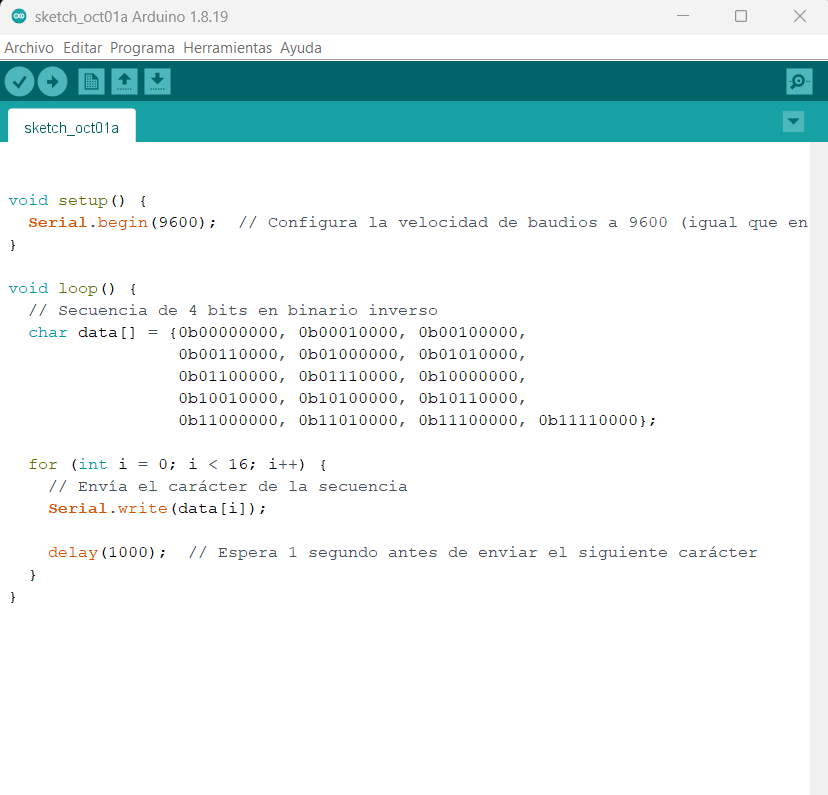 sketch_oct01a Arduino 1.8.19
Archivo Editar Programa Herramientas Ayuda
sketch_oct01a
void setup() {
  Serial.begin(9600);  // Configura la velocidad de baudios a 9600 (igual que en
}
void loop() {
  // Secuencia de 4 bits en binario inverso
  char data[] = {0b00000000, 0b00010000, 0b00100000,
                 0b00110000, 0b01000000, 0b01010000,
                 0b01100000, 0b01110000, 0b10000000,
                 0b10010000, 0b10100000, 0b10110000,
                 0b11000000, 0b11010000, 0b11100000, 0b11110000};
  for (int i = 0; i < 16; i++) {
    // Envía el carácter de la secuencia
    Serial.write(data[i]);
    delay(1000);  // Espera 1 segundo antes de enviar el siguiente carácter
  }
}